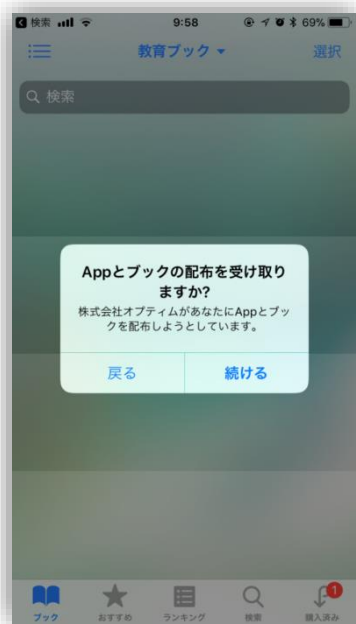 検索 9:58 69%
教育ブック 選択
検索
Appとブックの配布を受け取り
ますか?
株式会社オプティムがあなたにAppとブッ
クを配布しようとしています。
戻る 続ける
1
ブック おすすめ ランキング 検索 購入済み